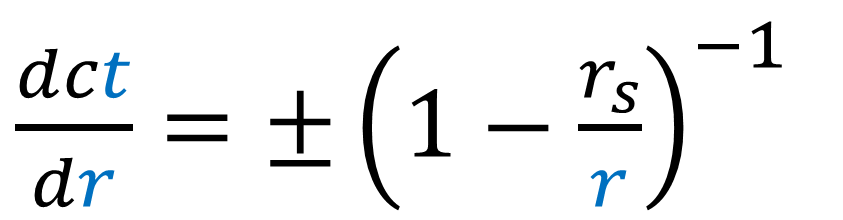 dct/dr = ± (1 − r_s/r)^−1